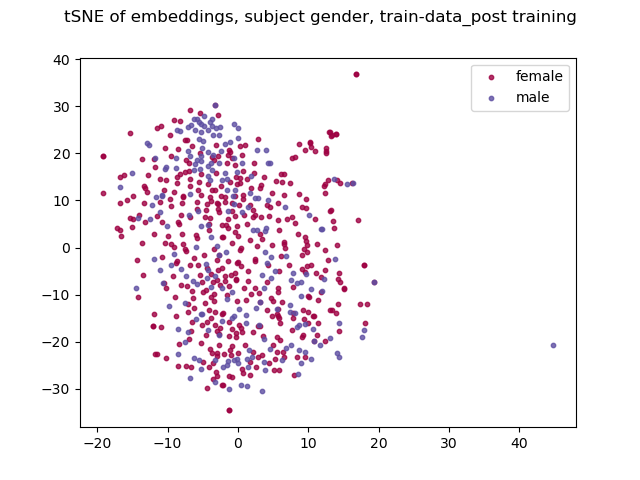 tSNE of embeddings, subject gender, train-data_post training
female
male
40
30
20
10
0
−10
−20
−30
−20 −10 0 10 20 30 40